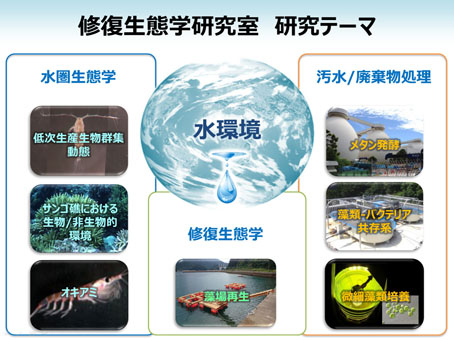 修復生態学研究室 研究テーマ
水圏生態学
低次生産生物群集
動態
サンゴ礁における
生物/非生物的
環境
オキアミ
水環境
修復生態学
藻場再生
汚水/廃棄物処理
メタン発酵
藻類-バクテリア
共存系
微細藻類培養